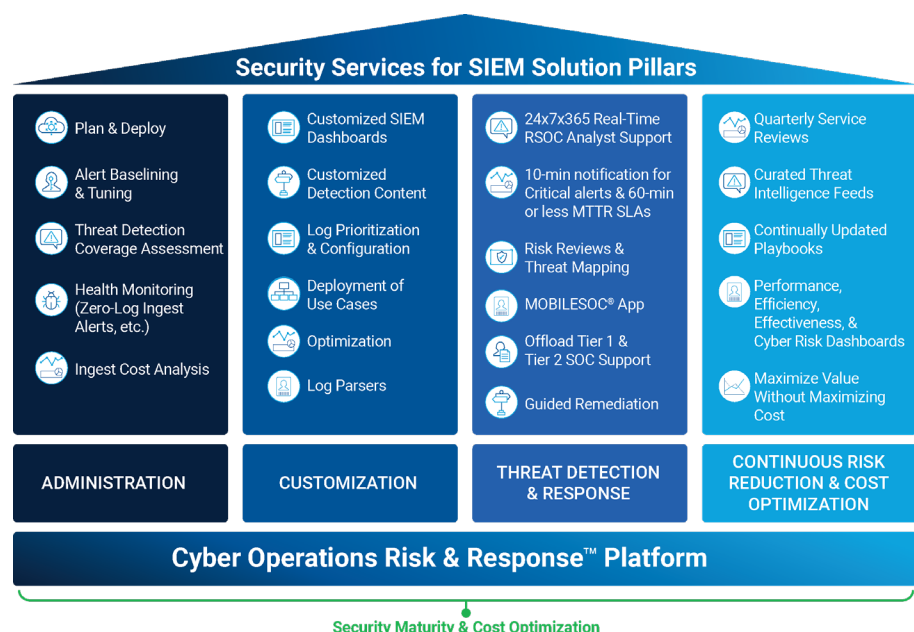 Security Services for SIEM Solution Pillars
Plan & Deploy
Alert Baselining
& Tuning
Threat Detection
Coverage Assessment
Health Monitoring
(Zero-Log Ingest
Alerts, etc.)
Ingest Cost Analysis
ADMINISTRATION
Customized SIEM
Dashboards
Customized
Detection Content
Log Prioritization
& Configuration
Deployment of
Use Cases
Optimization
Log Parsers
CUSTOMIZATION
24x7x365 Real-Time
RSOC Analyst Support
10-min notification for
Critical alerts & 60-min
or less MTTR SLAs
Risk Reviews &
Threat Mapping
MOBILESOC® App
Offload Tier 1 &
Tier 2 SOC Support
Guided Remediation
THREAT DETECTION
& RESPONSE
Quarterly Service
Reviews
Curated Threat
Intelligence Feeds
Continually Updated
Playbooks
Performance,
Efficiency,
Effectiveness, &
Cyber Risk Dashboards
Maximize Value
Without Maximizing
Cost
CONTINUOUS RISK
REDUCTION & COST
OPTIMIZATION
Cyber Operations Risk & Response™ Platform
Security Maturity & Cost Optimization